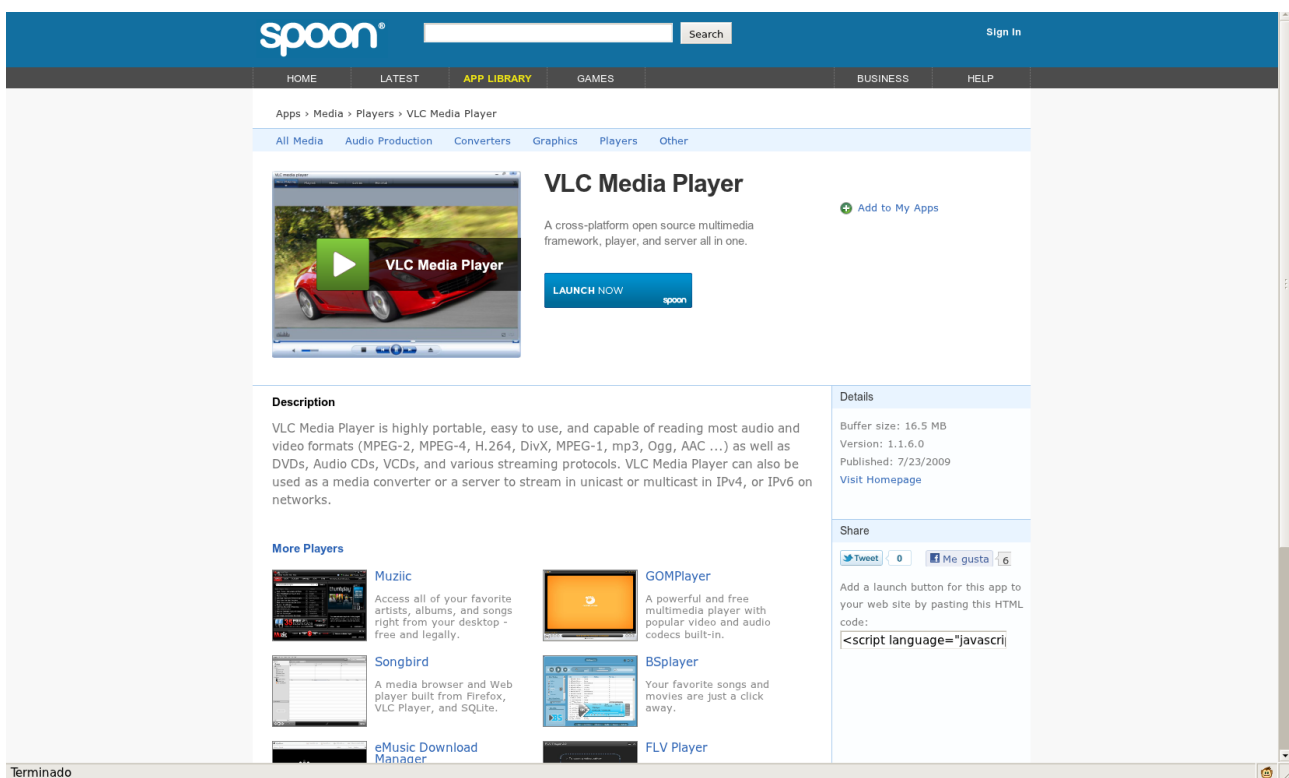 spoon®
Search
Sign In
HOME LATEST APP LIBRARY GAMES BUSINESS HELP
Apps › Media › Players › VLC Media Player
All Media Audio Production Converters Graphics Players Other
VLC media player
VLC Media Player
VLC Media Player
A cross-platform open source multimedia
framework, player, and server all in one.
LAUNCH NOW
spoon
Add to My Apps
Description
VLC Media Player is highly portable, easy to use, and capable of reading most audio and
video formats (MPEG-2, MPEG-4, H.264, DivX, MPEG-1, mp3, Ogg, AAC ...) as well as
DVDs, Audio CDs, VCDs, and various streaming protocols. VLC Media Player can also be
used as a media converter or a server to stream in unicast or multicast in IPv4, or IPv6 on
networks.
Details
Buffer size: 16.5 MB
Version: 1.1.6.0
Published: 7/23/2009
Visit Homepage
Share
Tweet 0 Me gusta 6
Add a launch button for this app to
your web site by pasting this HTML
code:
<script language="javascrip
More Players
Muziic
Access all of your favorite
artists, albums, and songs
right from your desktop -
free and legally.
GOMPlayer
A powerful and free
multimedia player with
popular video and audio
codecs built-in.
Songbird
A media browser and Web
player built from Firefox,
VLC Player, and SQLite.
BSplayer
Your favorite songs and
movies are just a click
away.
eMusic Download
Manager
FLV Player
Terminado